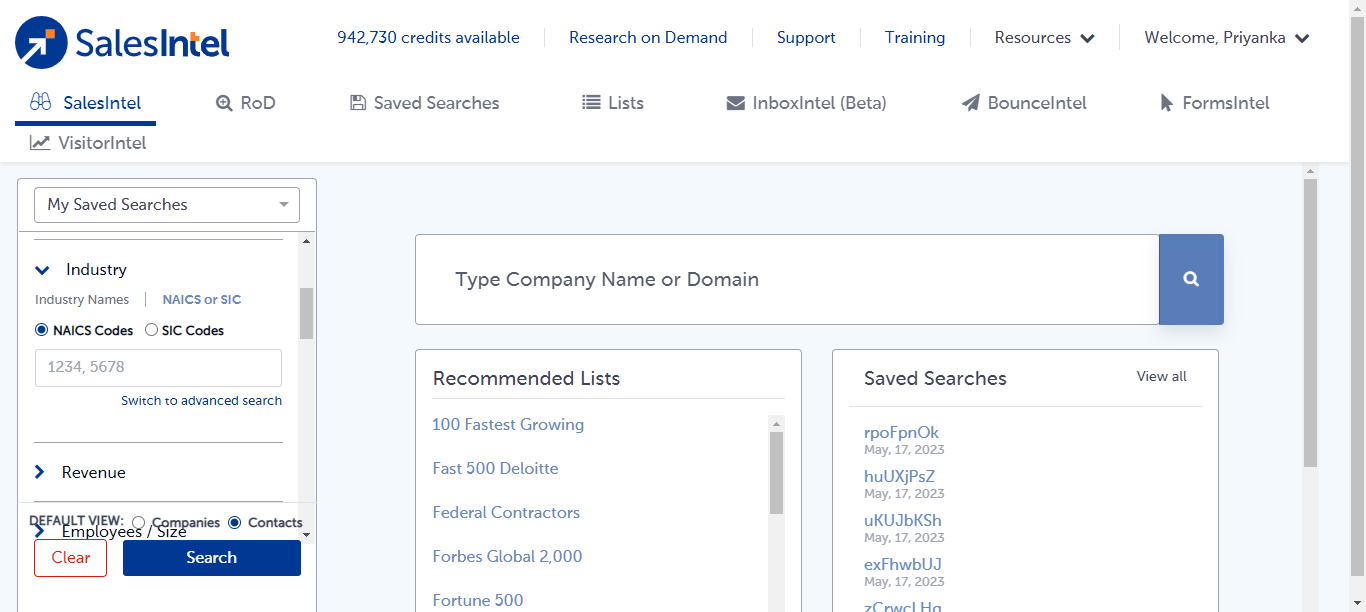 SalesIntel
942,730 credits available
Research on Demand
Support
Training
Resources
Welcome, Priyanka
SalesIntel
RoD
Saved Searches
Lists
InboxIntel (Beta)
BounceIntel
FormsIntel
VisitorIntel
My Saved Searches
Industry
Industry Names
NAICS or SIC
NAICS Codes
SIC Codes
1234, 5678
Switch to advanced search
Revenue
DEFAULT VIEW:
Companies
Contacts
Employees / Size
Clear
Search
Type Company Name or Domain
Recommended Lists
100 Fastest Growing
Fast 500 Deloitte
Federal Contractors
Forbes Global 2,000
Fortune 500
Saved Searches
View all
rpoFpnOk
May, 17, 2023
huUXjPsZ
May, 17, 2023
uKUJbKSh
May, 17, 2023
exFhwbUJ
May, 17, 2023